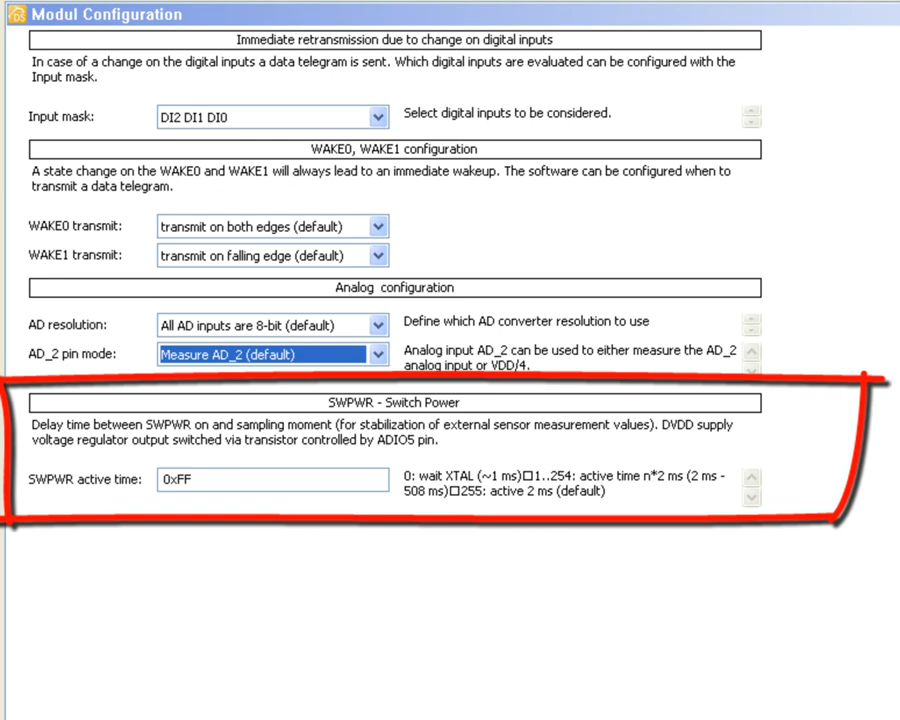 Modul Configuration
Immediate retransmission due to change on digital inputs
In case of a change on the digital inputs a data telegram is sent. Which digital inputs are evaluated can be configured with the
Input mask.
Input mask: DI2 DI1 DI0 Select digital inputs to be considered.
WAKE0, WAKE1 configuration
A state change on the WAKE0 and WAKE1 will always lead to an immediate wakeup. The software can be configured when to
transmit a data telegram.
WAKE0 transmit: transmit on both edges (default)
WAKE1 transmit: transmit on falling edge (default)
Analog configuration
AD resolution: All AD inputs are 8-bit (default) Define which AD converter resolution to use
AD_2 pin mode: Measure AD_2 (default) Analog input AD_2 can be used to either measure the AD_2
analog input or VDD/4.
SWPWR - Switch Power
Delay time between SWPWR on and sampling moment (for stabilization of external sensor measurement values). DVDD supply
voltage regulator output switched via transistor controlled by ADIO5 pin.
SWPWR active time: 0xFF 0: wait XTAL (~1 ms)□1..254: active time n*2 ms (2 ms -
508 ms)□255: active 2 ms (default)